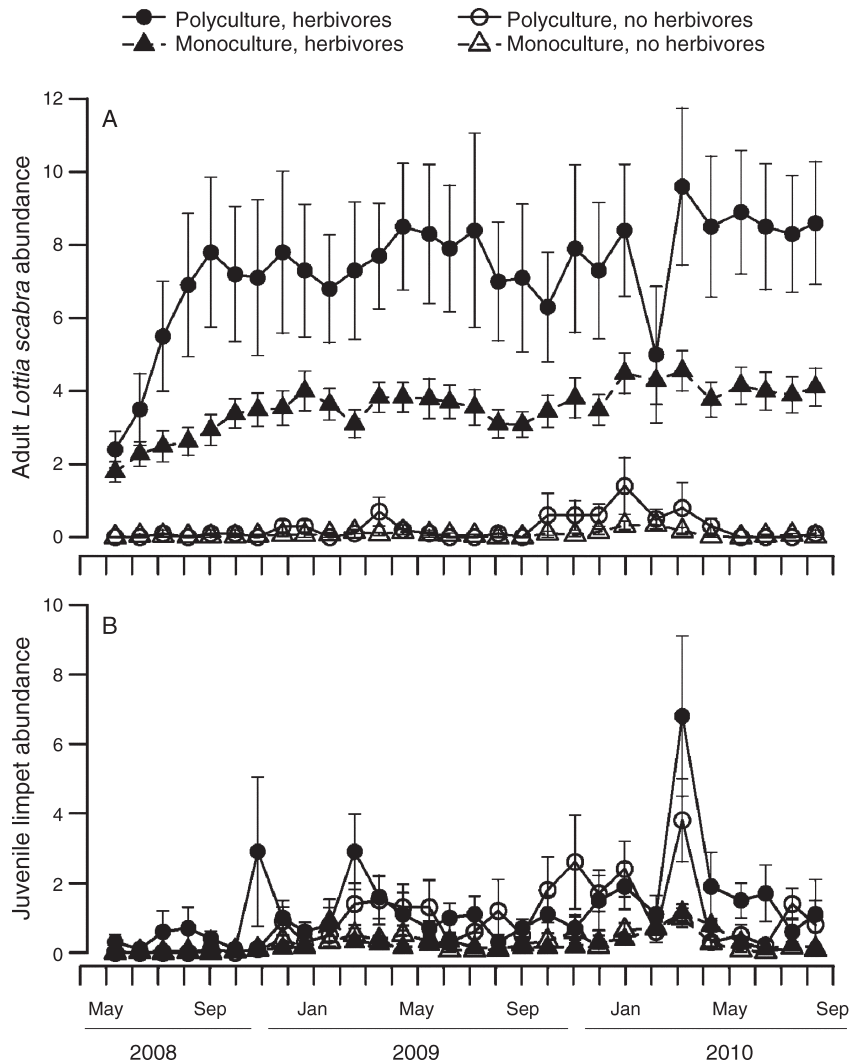 Polyculture, herbivores Polyculture, no herbivores
Monoculture, herbivores Monoculture, no herbivores
A
12
10
8
6
4
2
0
Adult Lottia scabra abundance
B
10
8
6
4
2
0
Juvenile limpet abundance
May Sep Jan May Sep Jan May Sep
2008 2009 2010